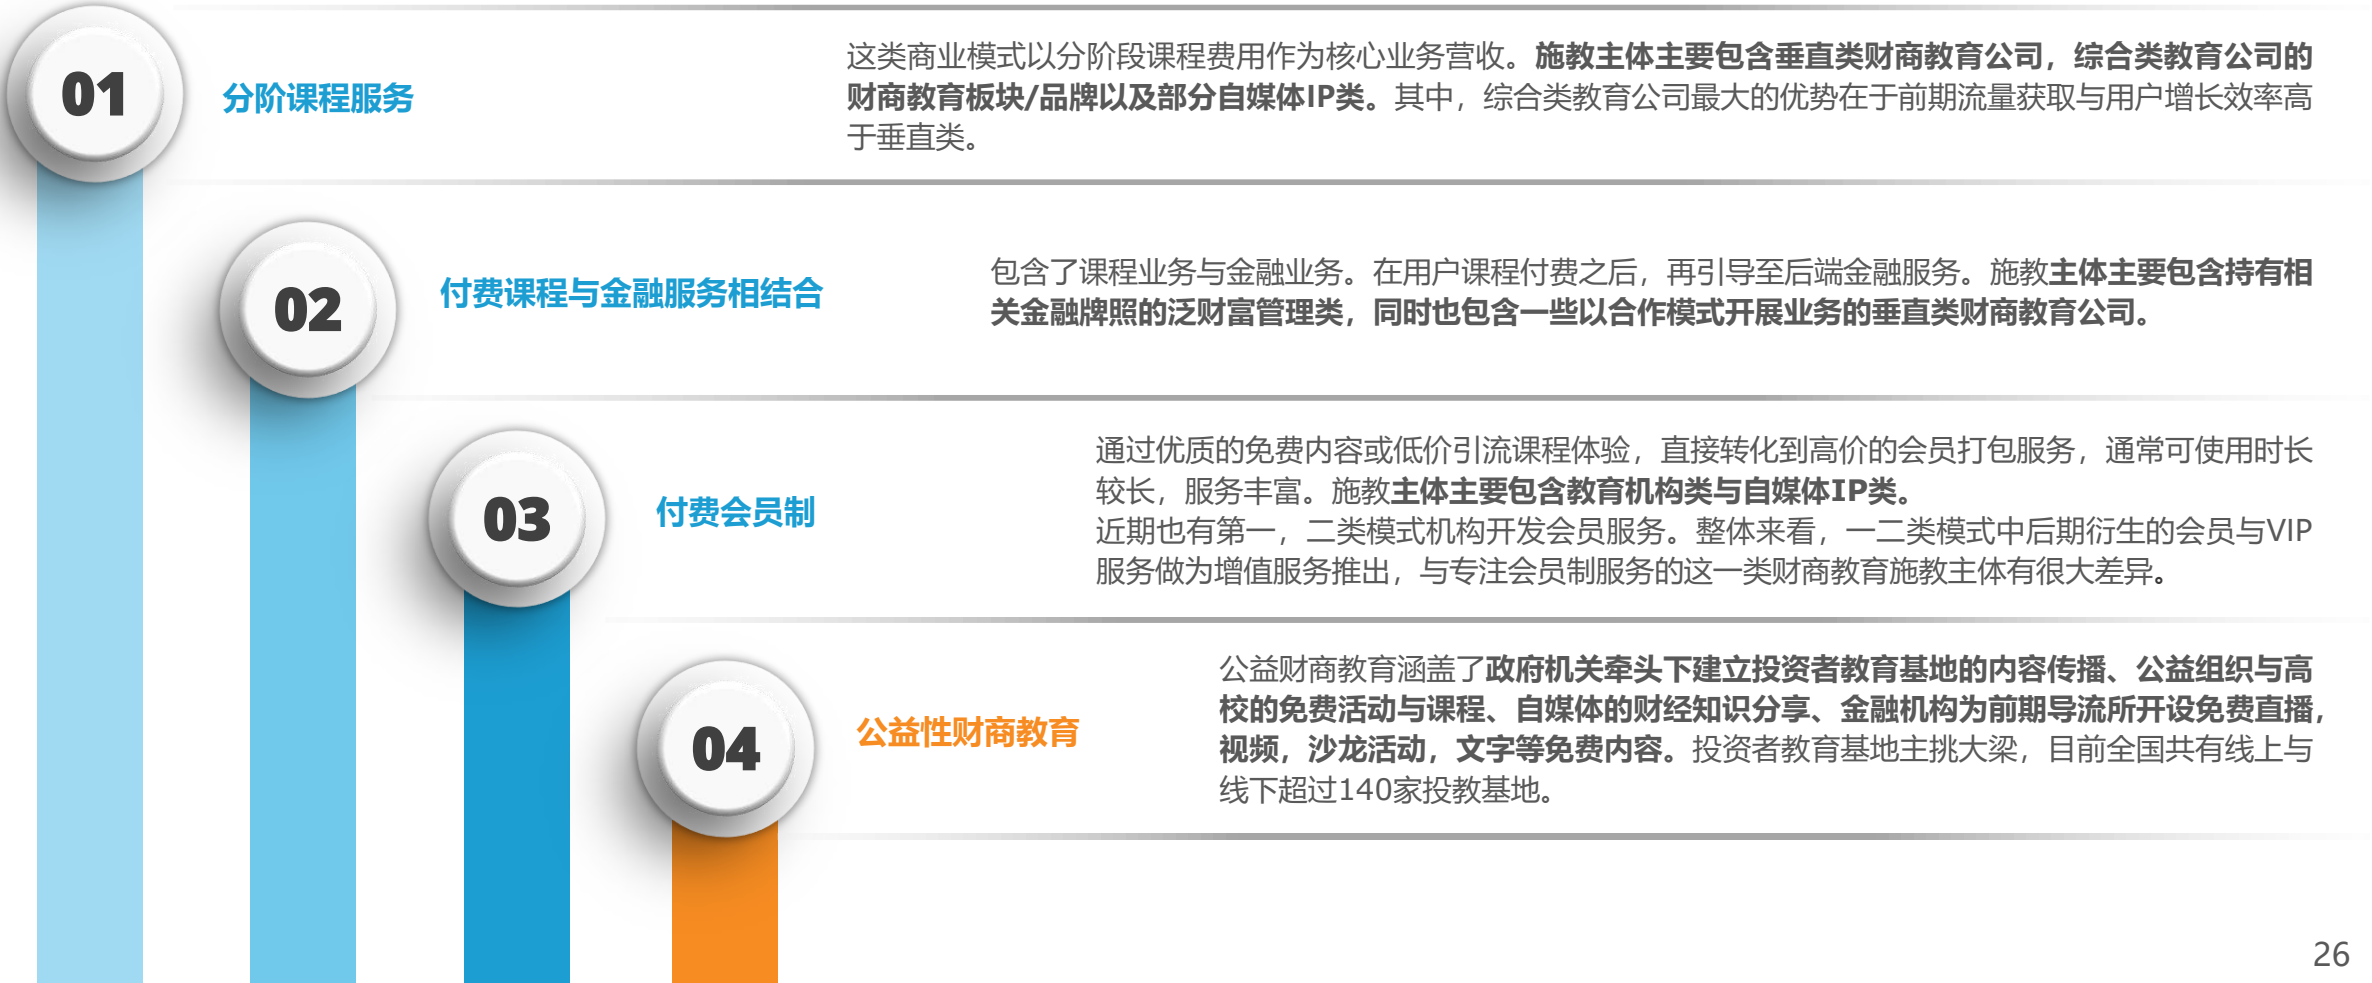 01
分阶课程服务
这类商业模式以分阶段课程费用作为核心业务营收。施教主体主要包含垂直类财商教育公司，综合类教育公司的
财商教育板块/品牌以及部分自媒体IP类。其中，综合类教育公司最大的优势在于前期流量获取与用户增长效率高
于垂直类。
02
付费课程与金融服务相结合
包含了课程业务与金融业务。在用户课程付费之后，再引导至后端金融服务。施教主体主要包含持有相
关金融牌照的泛财富管理类，同时也包含一些以合作模式开展业务的垂直类财商教育公司。
03
付费会员制
通过优质的免费内容或低价引流课程体验，直接转化到高价的会员打包服务，通常可使用时长
较长，服务丰富。施教主体主要包含教育机构类与自媒体IP类。
近期也有第一，二类模式机构开发会员服务。整体来看，一二类模式中后期衍生的会员与VIP
服务做为增值服务推出，与专注会员制服务的这一类财商教育施教主体有很大差异。
04
公益性财商教育
公益财商教育涵盖了政府机关牵头下建立投资者教育基地的内容传播、公益组织与高
校的免费活动与课程、自媒体的财经知识分享、金融机构为前期导流所开设免费直播，
视频，沙龙活动，文字等免费内容。投资者教育基地主挑大梁，目前全国共有线上与
线下超过140家投教基地。
26